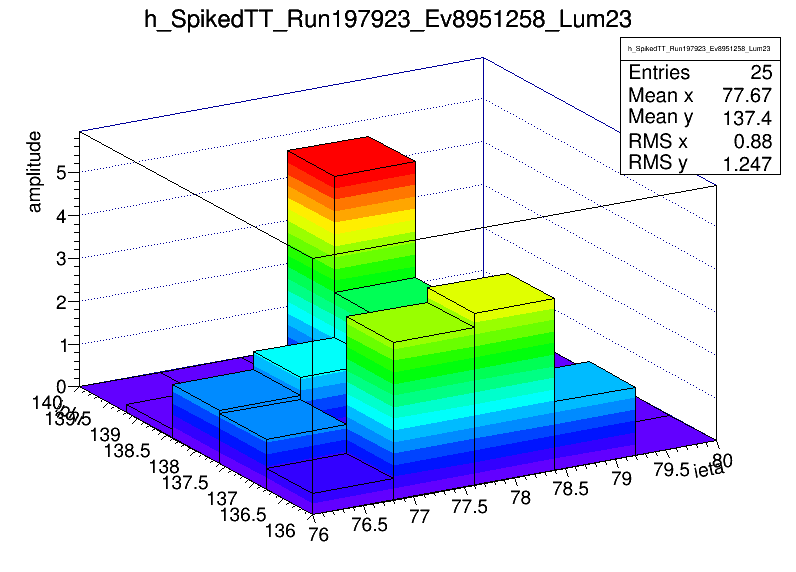 h_SpikedTT_Run197923_Ev8951258_Lum23
h_SpikedTT_Run197923_Ev8951258_Lum23
Entries 25
Mean x 77.67
Mean y 137.4
RMS x 0.88
RMS y 1.247
amplitude
5
4
3
2
1
0
140
139.5
139
138.5
138
137.5
137
136.5
136
76
76.5
77
77.5
78
78.5
79
79.5
80
ieta